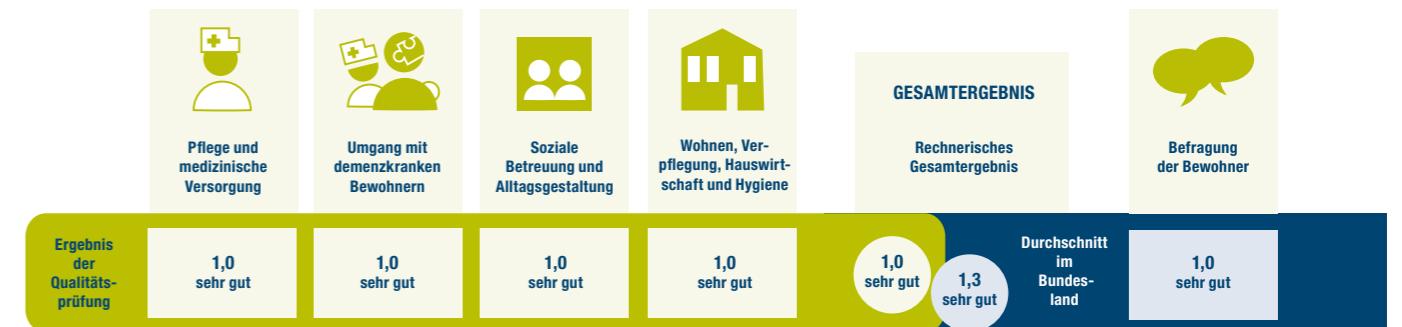 Pflege und
medizinische
Versorgung
Umgang mit
demenzkranken
Bewohnern
Soziale
Betreuung und
Alltagsgestaltung
Wohnen, Ver-
pflegung, Hauswirt-
schaft und Hygiene
GESAMTERGEBNIS
Rechnerisches
Gesamtergebnis
Befragung
der Bewohner
Ergebnis
der
Qualitäts-
prüfung
1,0
sehr gut
1,0
sehr gut
1,0
sehr gut
1,0
sehr gut
1,0
sehr gut
1,3
sehr gut
Durchschnitt
im
Bundes-
land
1,0
sehr gut